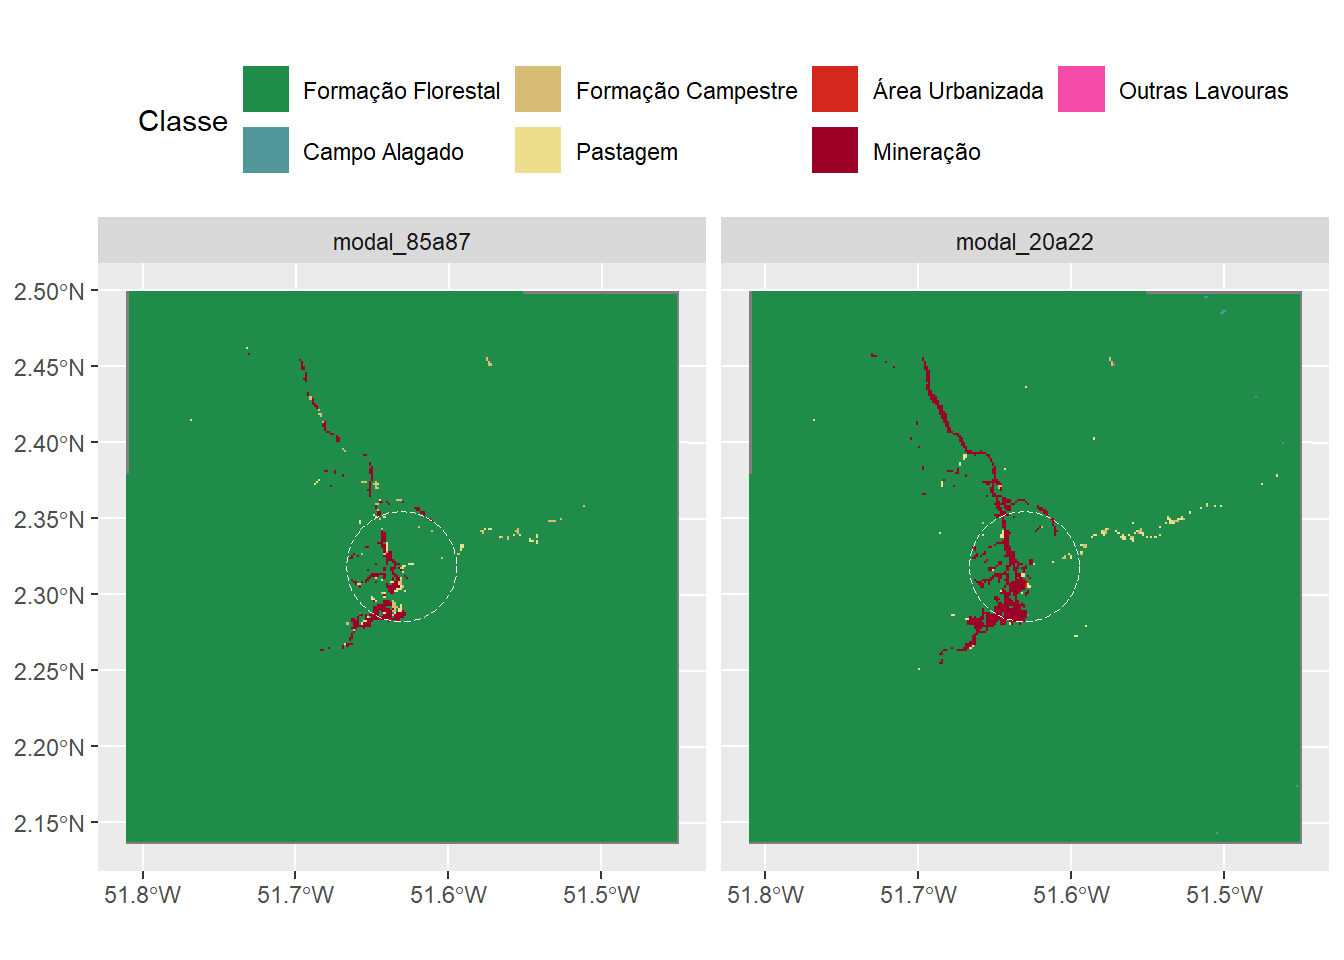 Classe
Formação Florestal Formação Campestre Área Urbanizada Outras Lavouras
Campo Alagado Pastagem Mineração
modal_85a87 modal_20a22
2.50°N
2.45°N
2.40°N
2.35°N
2.30°N
2.25°N
2.20°N
2.15°N
51.8°W 51.7°W 51.6°W 51.5°W 51.8°W 51.7°W 51.6°W 51.5°W